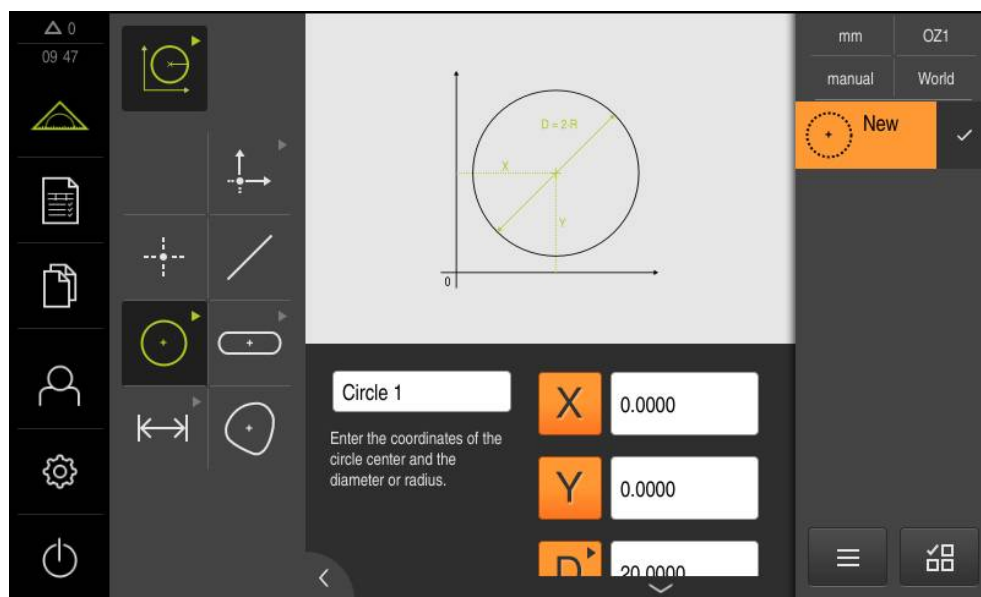 0
09 47
D = 2·R
X
Y
0
Circle 1
Enter the coordinates of the
circle center and the
diameter or radius.
X
0.0000
Y
0.0000
D
20.0000
mm
OZ1
manual
World
New